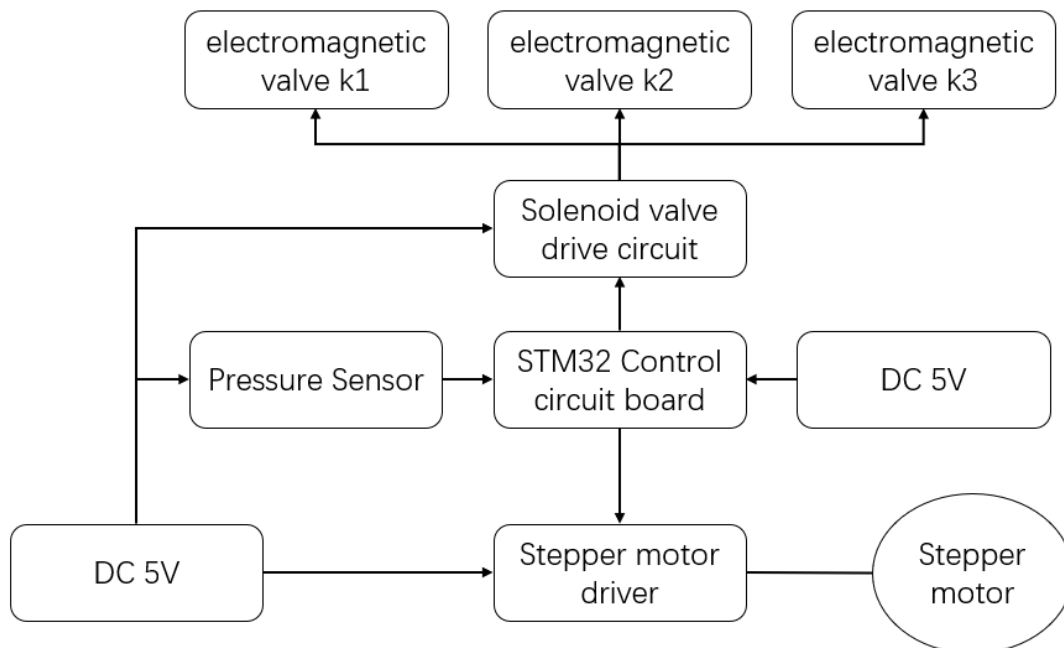 electromagnetic
valve k1
electromagnetic
valve k2
electromagnetic
valve k3
Solenoid valve
drive circuit
Pressure Sensor
STM32 Control
circuit board
DC 5V
DC 5V
Stepper motor
driver
Stepper
motor